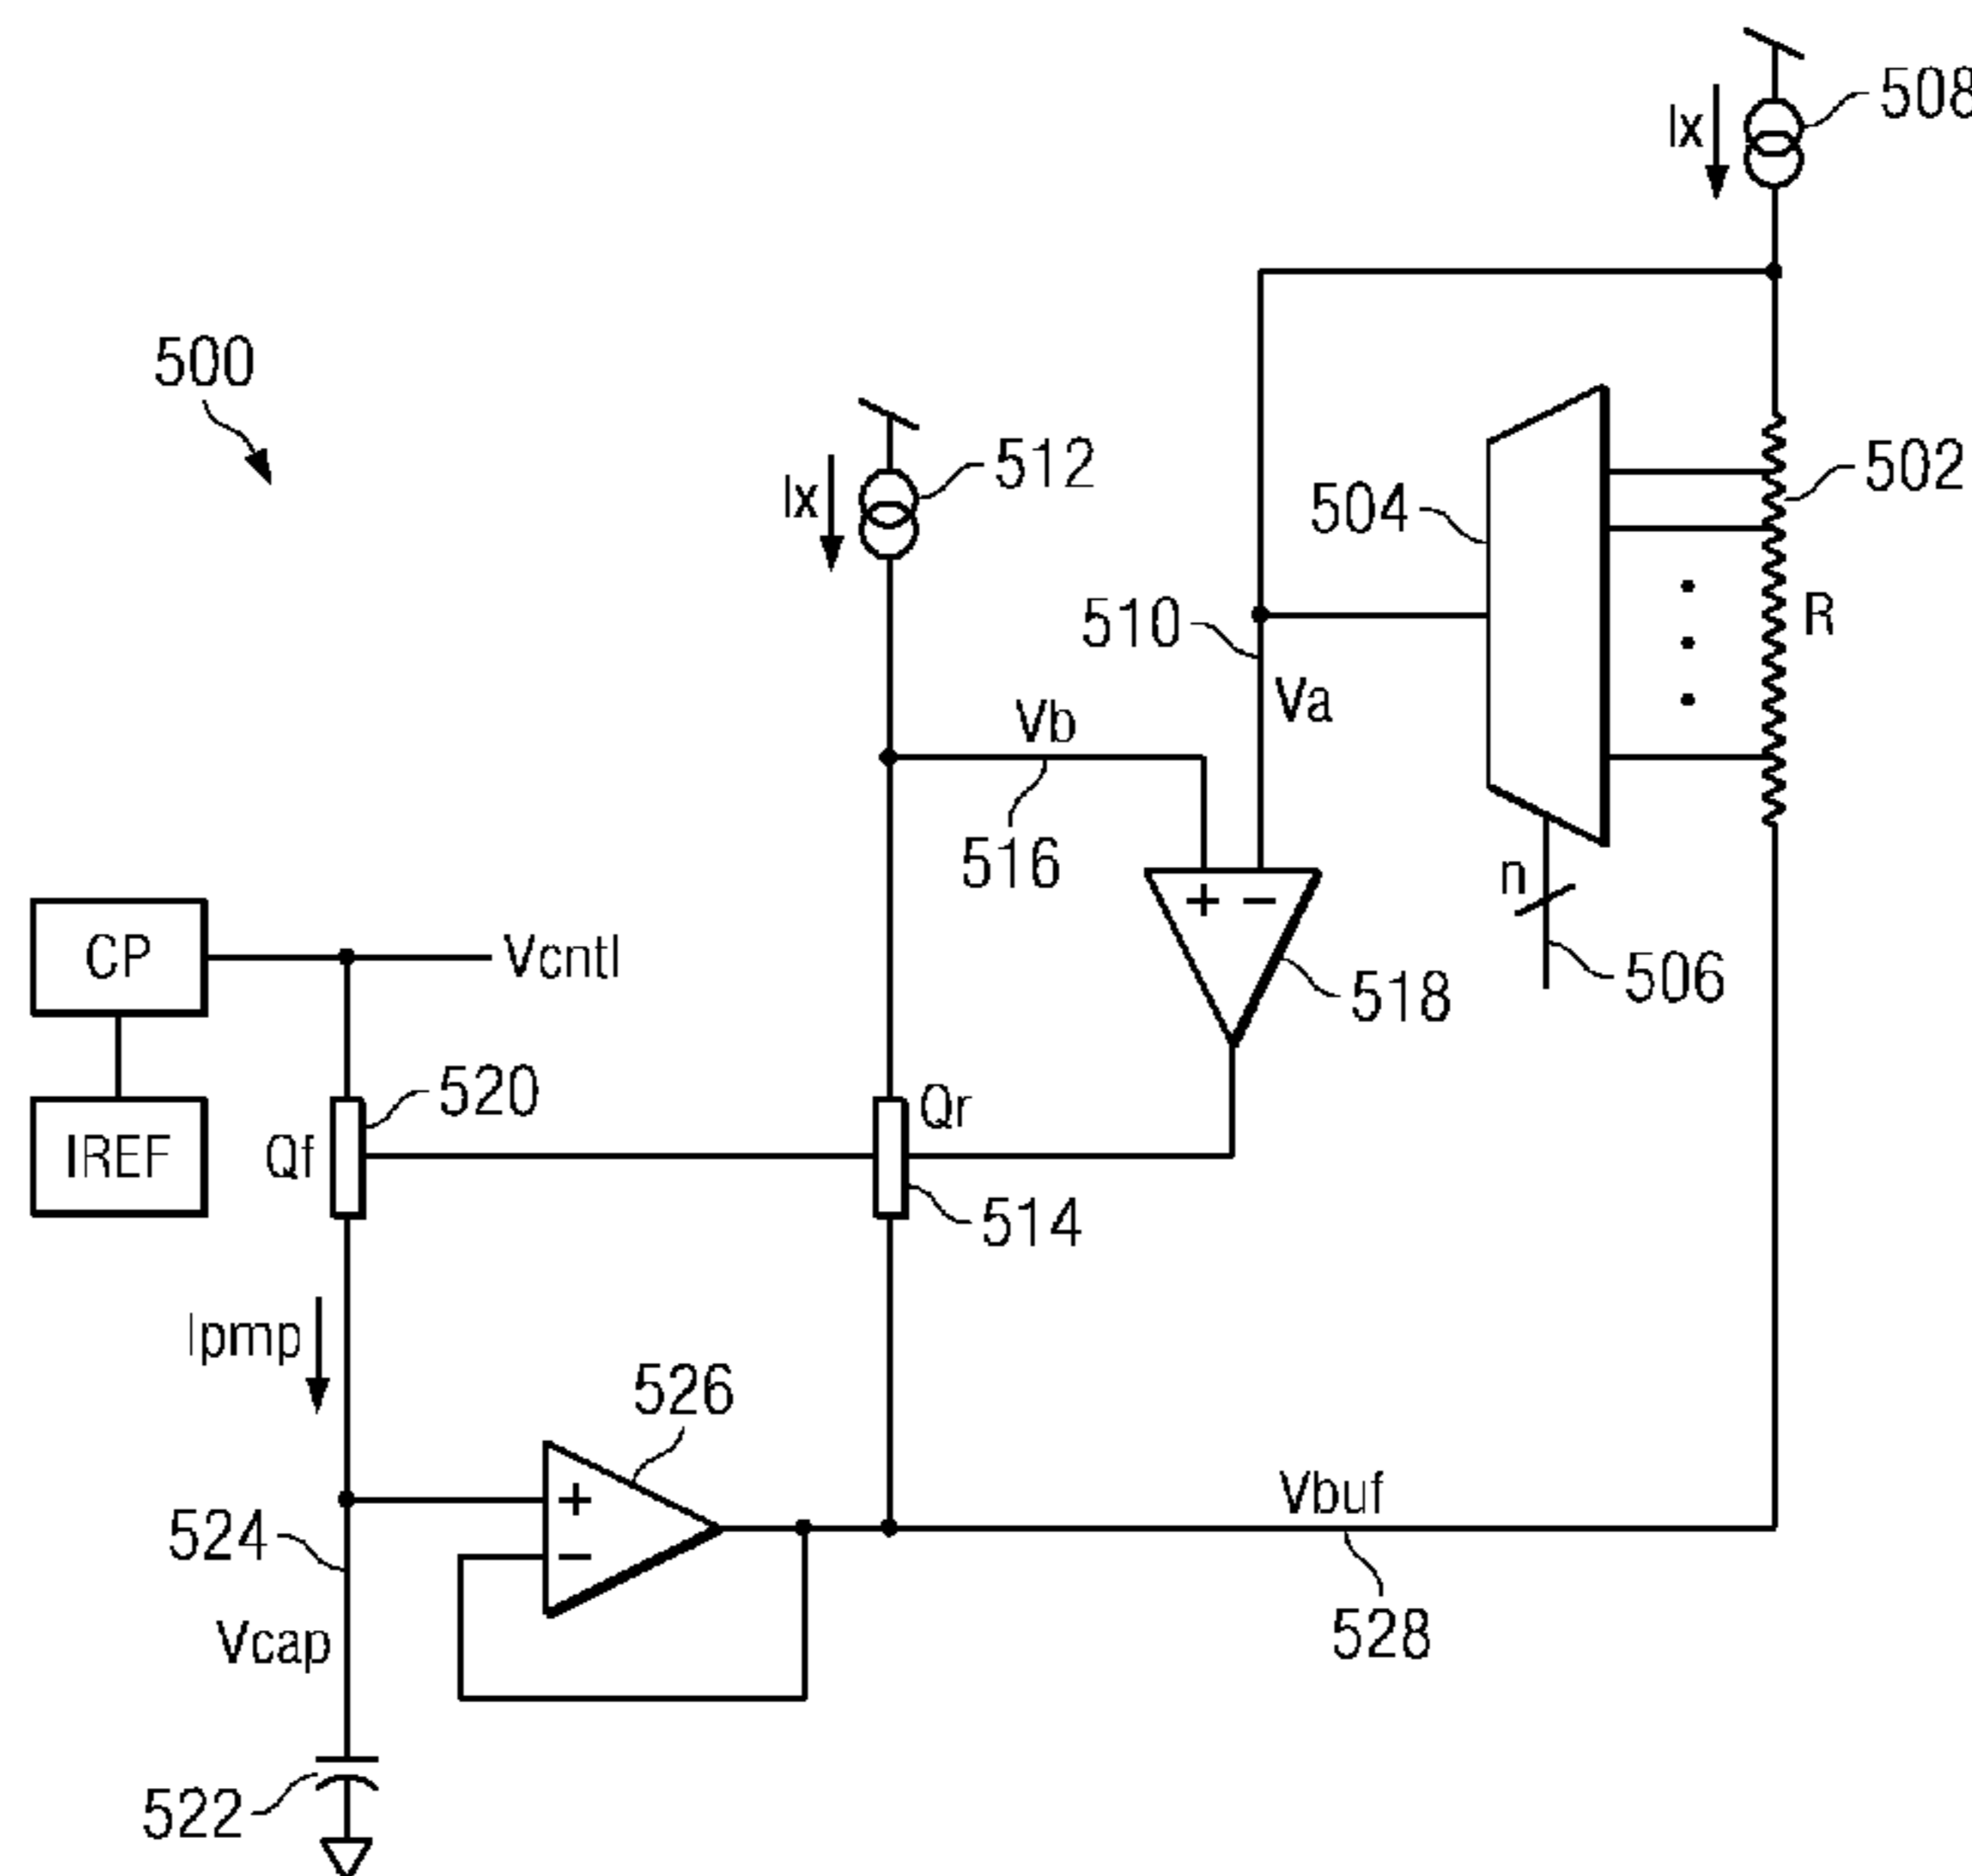 508
Ix
500
512
Ix
504
502
510
R
Vb
Va
516
n
506
CP
Vcntl
518
520
Qr
IREF
Qf
514
Ipmp
526
524
Vbuf
Vcap
528
522
+ −
+
−